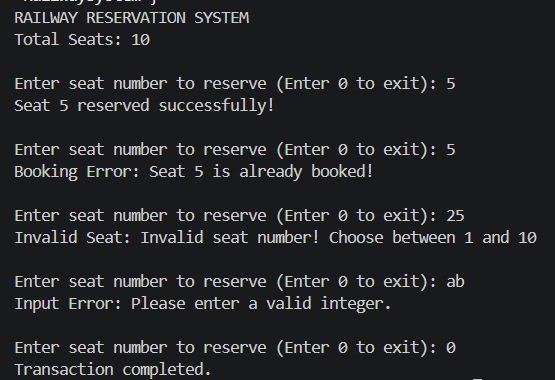 RAILWAY RESERVATION SYSTEM
Total Seats: 10
Enter seat number to reserve (Enter 0 to exit): 5
Seat 5 reserved successfully!
Enter seat number to reserve (Enter 0 to exit): 5
Booking Error: Seat 5 is already booked!
Enter seat number to reserve (Enter 0 to exit): 25
Invalid Seat: Invalid seat number! Choose between 1 and 10
Enter seat number to reserve (Enter 0 to exit): ab
Input Error: Please enter a valid integer.
Enter seat number to reserve (Enter 0 to exit): 0
Transaction completed.